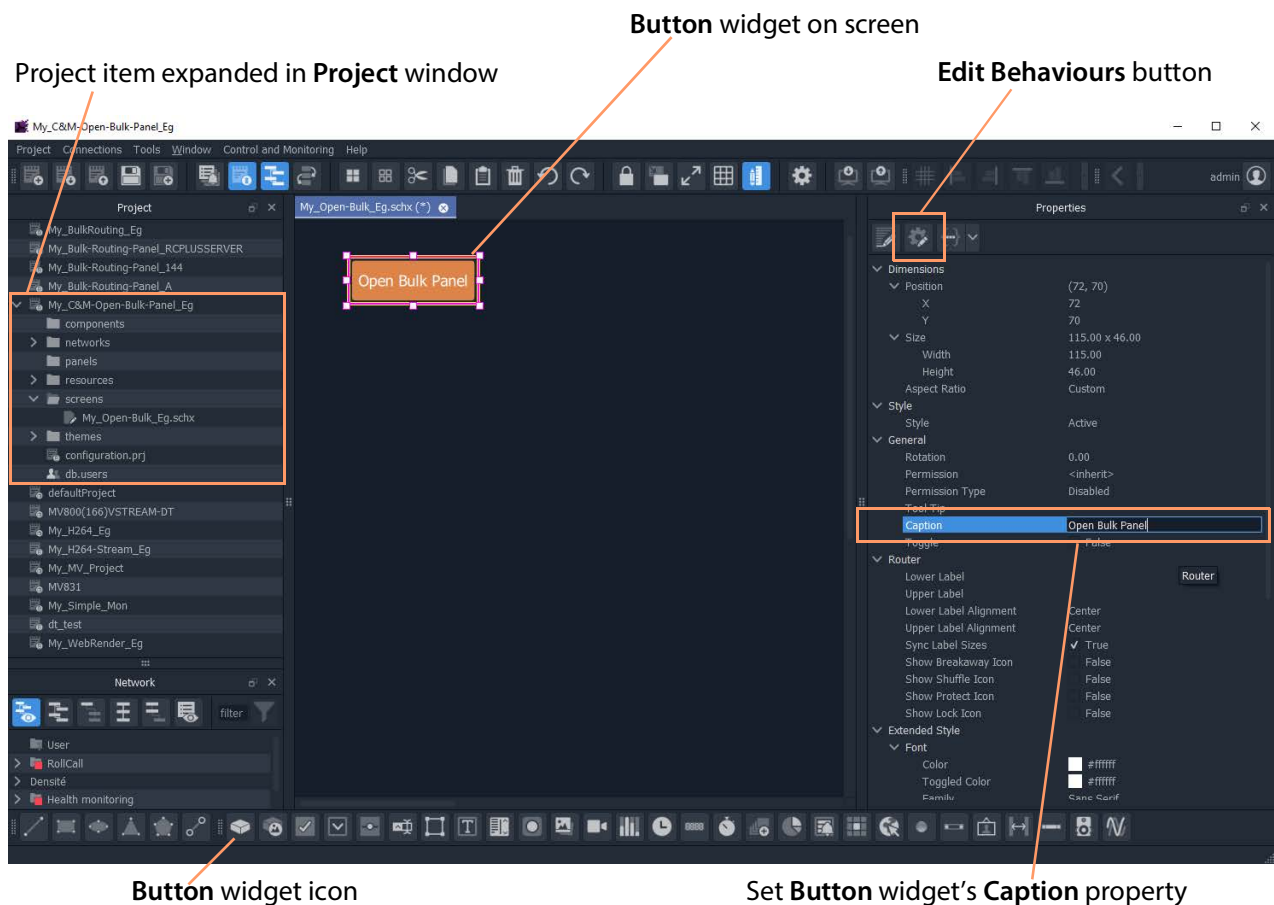 Button widget on screen
Project item expanded in Project window
Edit Behaviours button
My_C&M-Open-Bulk-Panel_Eg
Project Connections Tools Window Control and Monitoring Help
admin
Project
My_BulkRouting_Eg
My_Bulk-Routing-Panel_RCPLUSSERVER
My_Bulk-Routing-Panel_144
My_Bulk-Routing-Panel_A
My_C&M-Open-Bulk-Panel_Eg
components
networks
panels
resources
screens
My_Open-Bulk_Eg.schx
themes
configuration.prj
db.users
defaultProject
MV800(166)VSTREAM-DT
My_H264_Eg
My_H264-Stream_Eg
My_MV_Project
MV831
My_Simple_Mon
dt_test
My_WebRender_Eg
Network
filter
User
RollCall
Densité
Health monitoring
My_Open-Bulk_Eg.schx (*)
Open Bulk Panel
Properties
Dimensions
Position (72, 70)
X 72
Y 70
Size 115.00 x 46.00
Width 115.00
Height 46.00
Aspect Ratio Custom
Style
Style Active
General
Rotation 0.00
Permission <inherit>
Permission Type Disabled
Tool Tip
Caption Open Bulk Panel
Toggle False
Router
Lower Label
Router
Upper Label
Lower Label Alignment Center
Upper Label Alignment Center
Sync Label Sizes True
Show Breakaway Icon False
Show Shuffle Icon False
Show Protect Icon False
Show Lock Icon False
Extended Style
Font
Color #ffffff
Toggled Color #ffffff
Family Sans Serif
Button widget icon
Set Button widget's Caption property